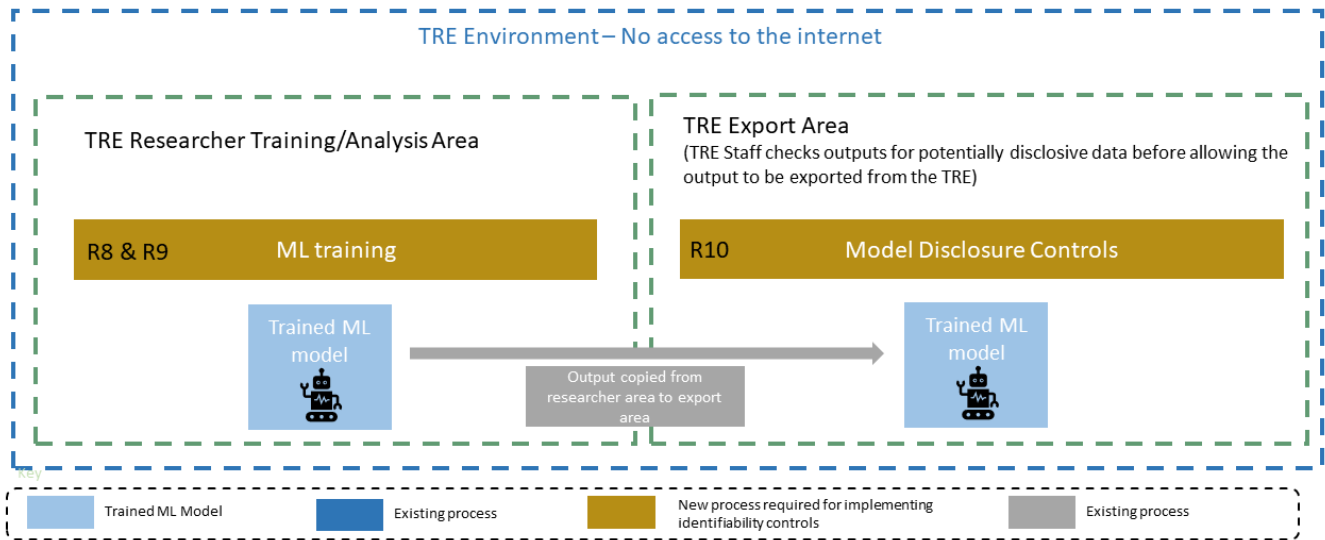 TRE Environment – No access to the internet
TRE Researcher Training/Analysis Area
TRE Export Area
(TRE Staff checks outputs for potentially disclosive data before allowing the
output to be exported from the TRE)
R8 & R9 ML training
R10 Model Disclosure Controls
Trained ML
model
Output copied from
researcher area to export
area
Trained ML
model
Key
Trained ML Model
Existing process
New process required for implementing
identifiability controls
Existing process